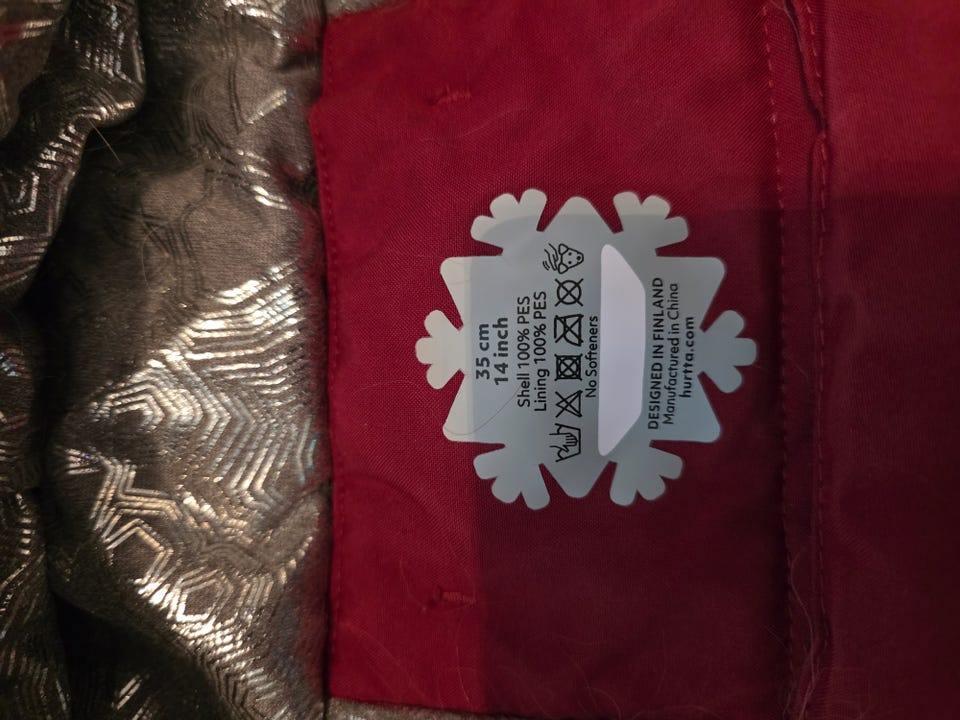 35 cm
14 inch
Shell 100% PES
Lining 100% PES
No Softeners
DESIGNED IN FINLAND
Manufactured in China
hurtta.com